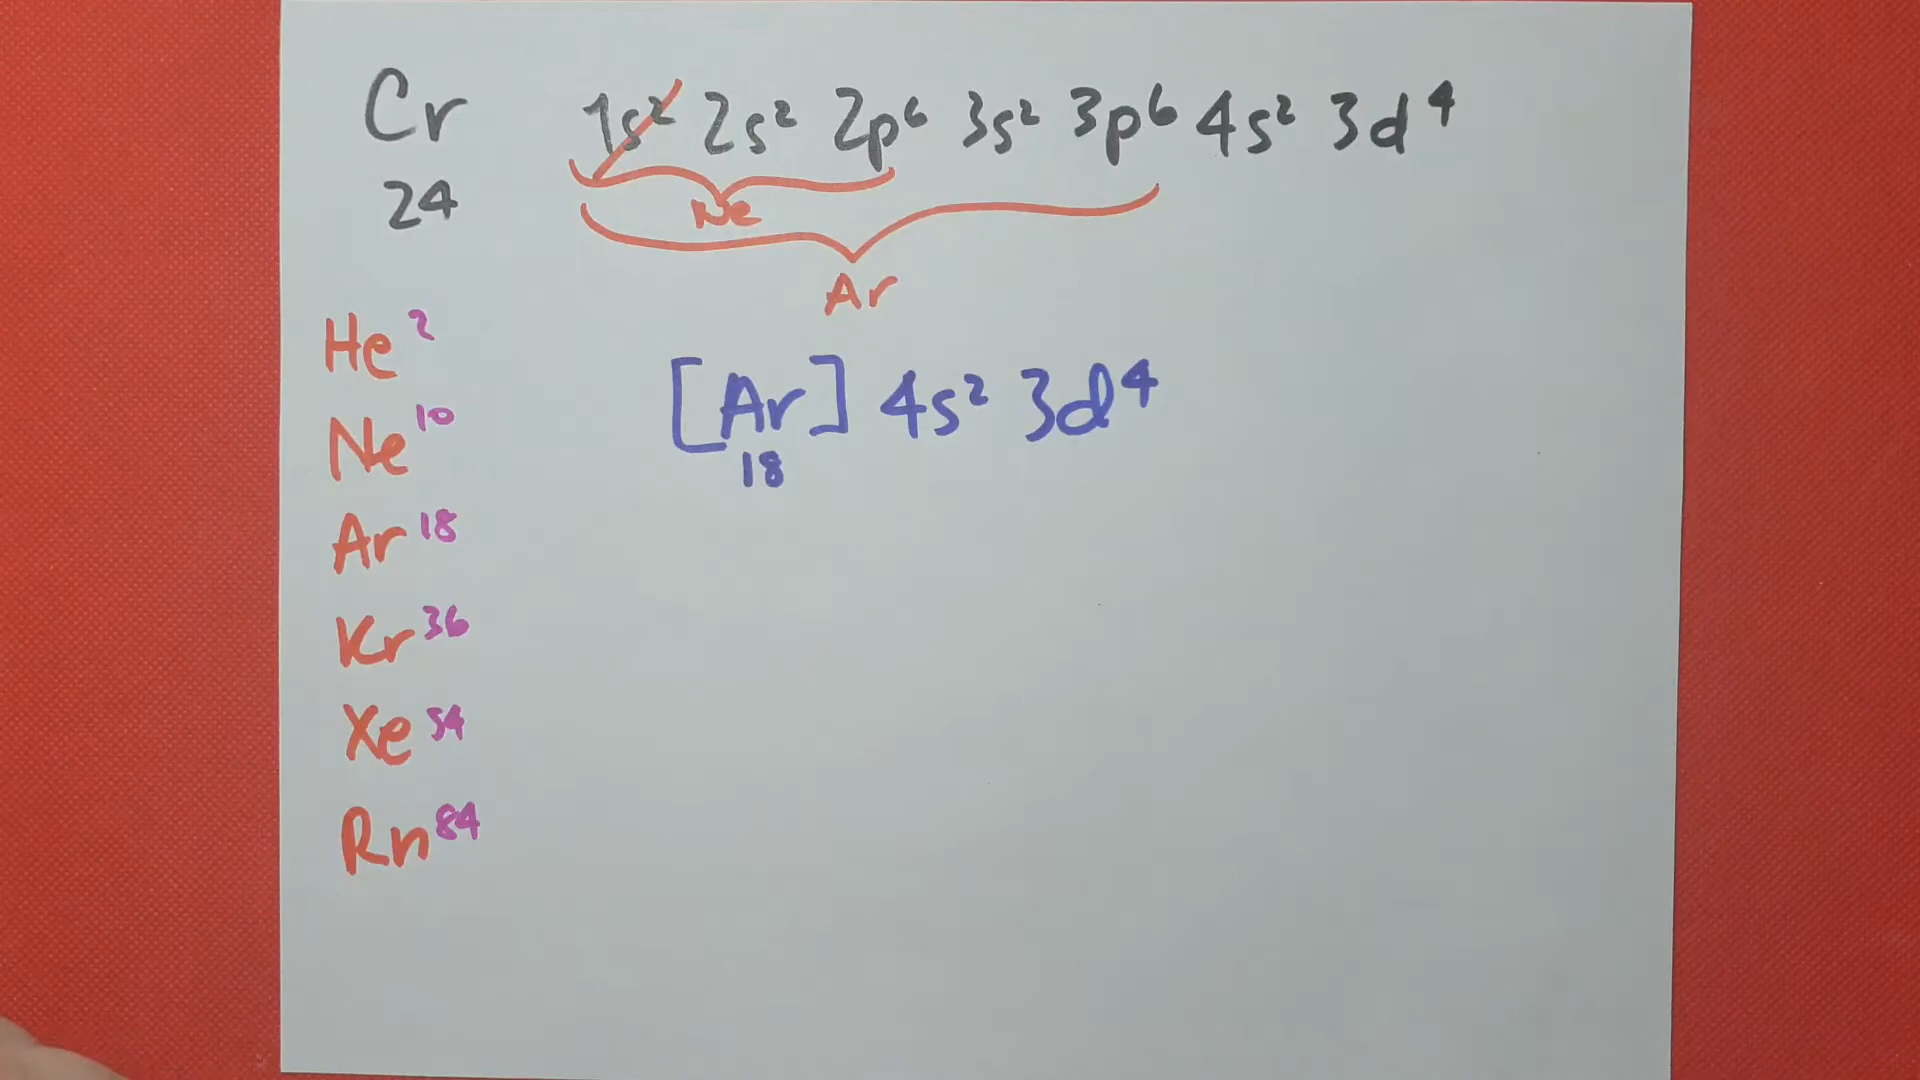 Cr 1s² 2s² 2p⁶ 3s² 3p⁶ 4s² 3d⁴
24
Ne
Ar
[Ar] 4s² 3d⁴
18
He²
Ne¹⁰
Ar¹⁸
Kr³⁶
Xe⁵⁴
Rn⁸⁴